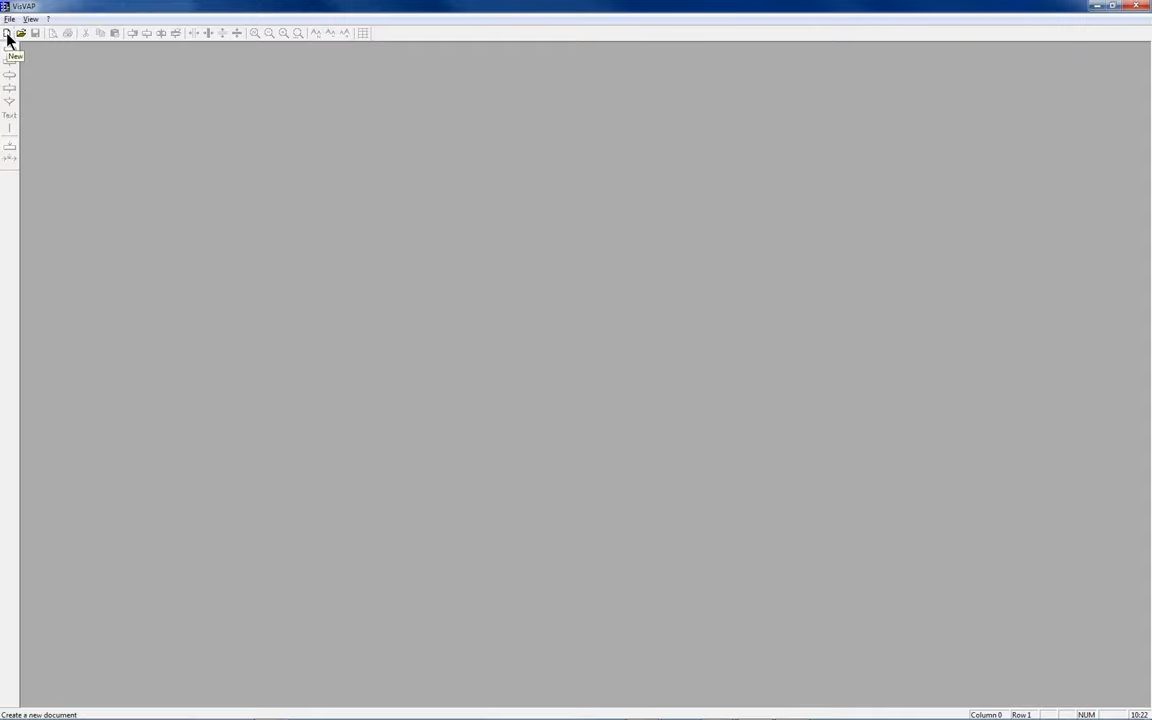 VisVAP
File View ?
New
Text
Create a new document
Column 0 Row 1 NUM 10:22